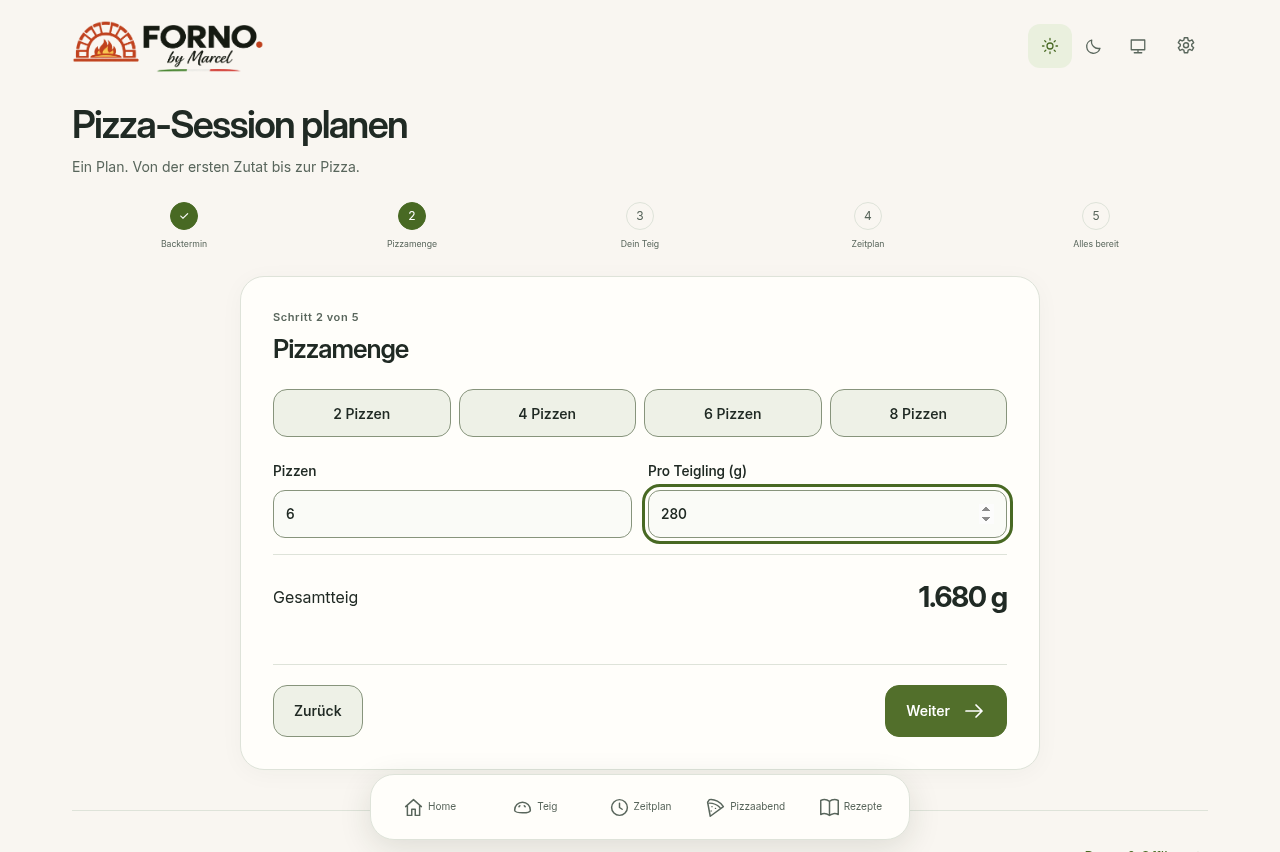 FORNO.
by Marcel
Pizza-Session planen
Ein Plan. Von der ersten Zutat bis zur Pizza.
2 3 4 5
Backtermin Pizzamenge Dein Teig Zeitplan Alles bereit
Schritt 2 von 5
Pizzamenge
2 Pizzen 4 Pizzen 6 Pizzen 8 Pizzen
Pizzen Pro Teigling (g)
6 280
Gesamtteig 1.680 g
Zurück Weiter
Home Teig Zeitplan Pizzaabend Rezepte